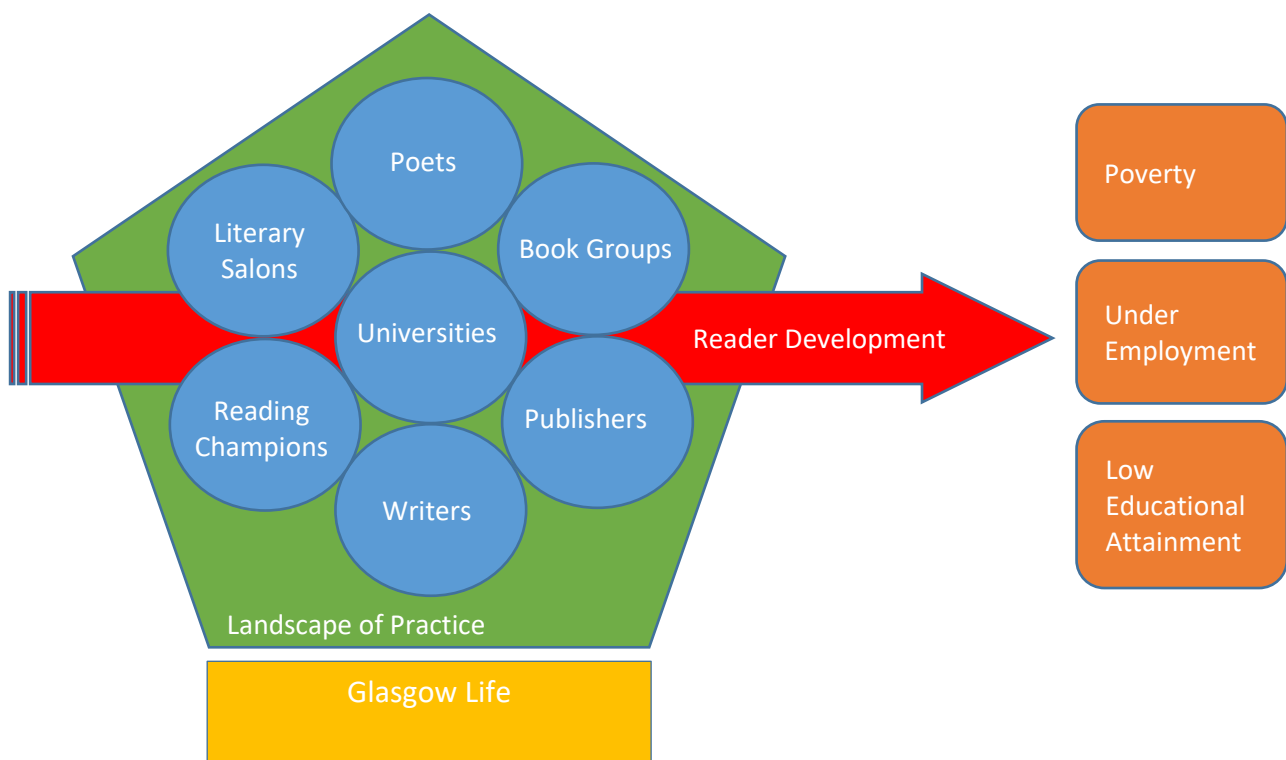 Poets
Literary
Salons
Book Groups
Universities
Reader Development
Reading
Champions
Publishers
Writers
Landscape of Practice
Glasgow Life
Poverty
Under
Employment
Low
Educational
Attainment